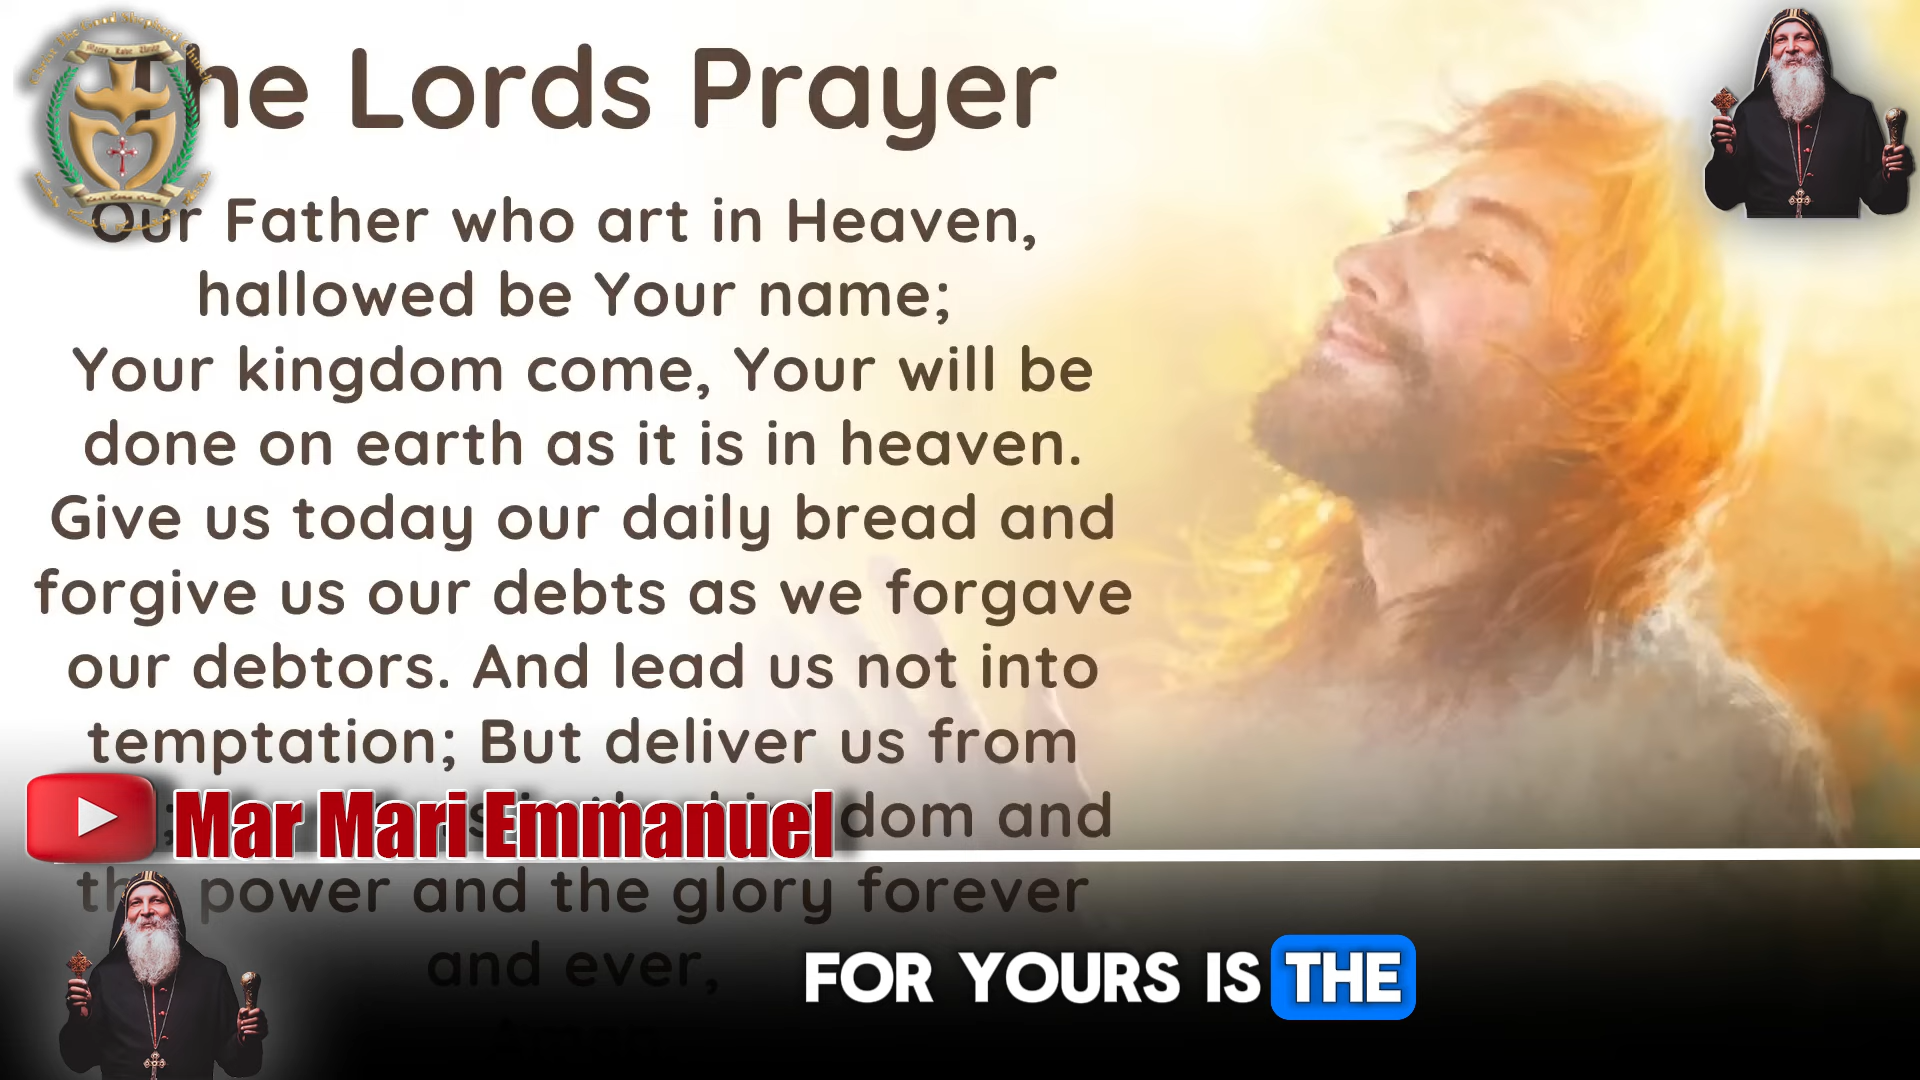 The Lords Prayer
Our Father who art in Heaven,
hallowed be Your name;
Your kingdom come, Your will be
done on earth as it is in heaven.
Give us today our daily bread and
forgive us our debts as we forgave
our debtors. And lead us not into
temptation; But deliver us from
kingdom and
Mar Mari Emmanuel
the power and the glory forever
and ever,
FOR YOURS IS THE